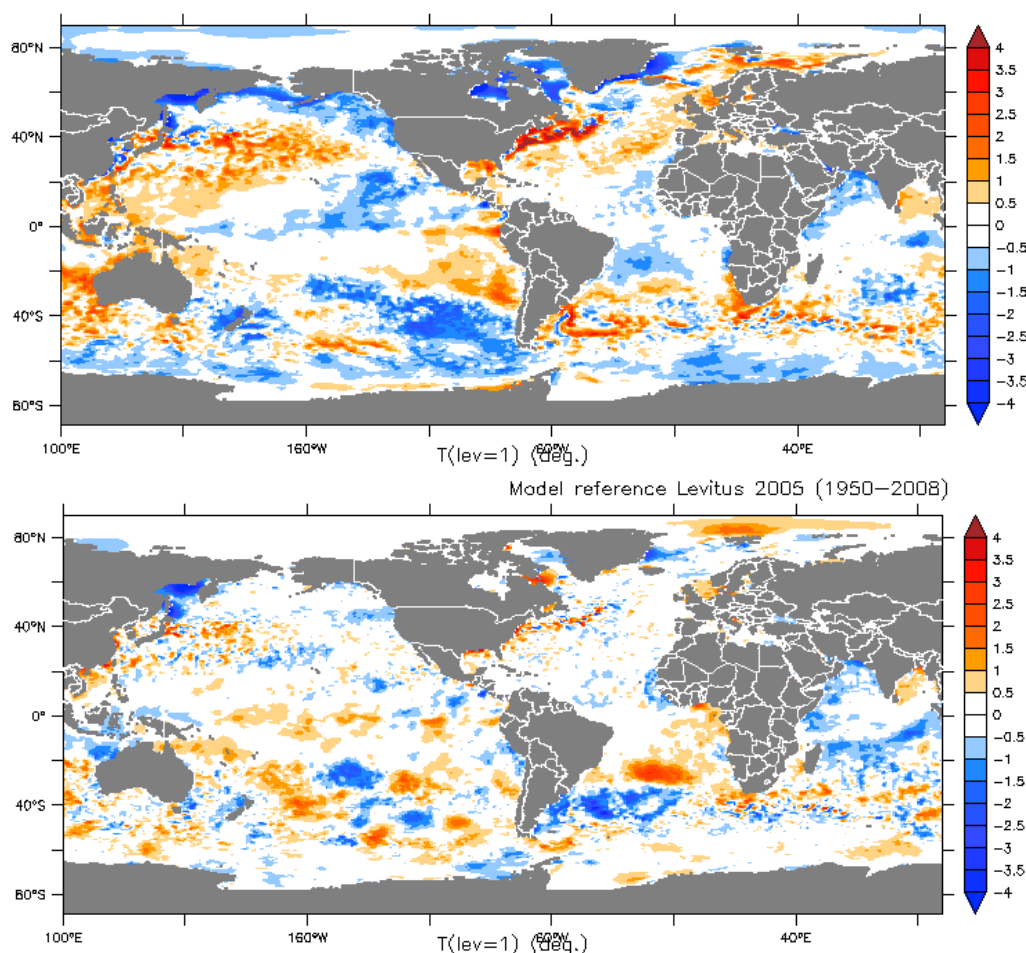 80°N
40°N
0°
40°S
80°S
100°E
160°W
60°W
40°E
T(lev=1) (deg.)
4
3.5
3
2.5
2
1.5
1
0.5
0
-0.5
-1
-1.5
-2
-2.5
-3
-3.5
-4
Model reference Levitus 2005 (1950-2008)
80°N
40°N
0°
40°S
80°S
100°E
160°W
60°W
40°E
T(lev=1) (deg.)
4
3.5
3
2.5
2
1.5
1
0.5
0
-0.5
-1
-1.5
-2
-2.5
-3
-3.5
-4